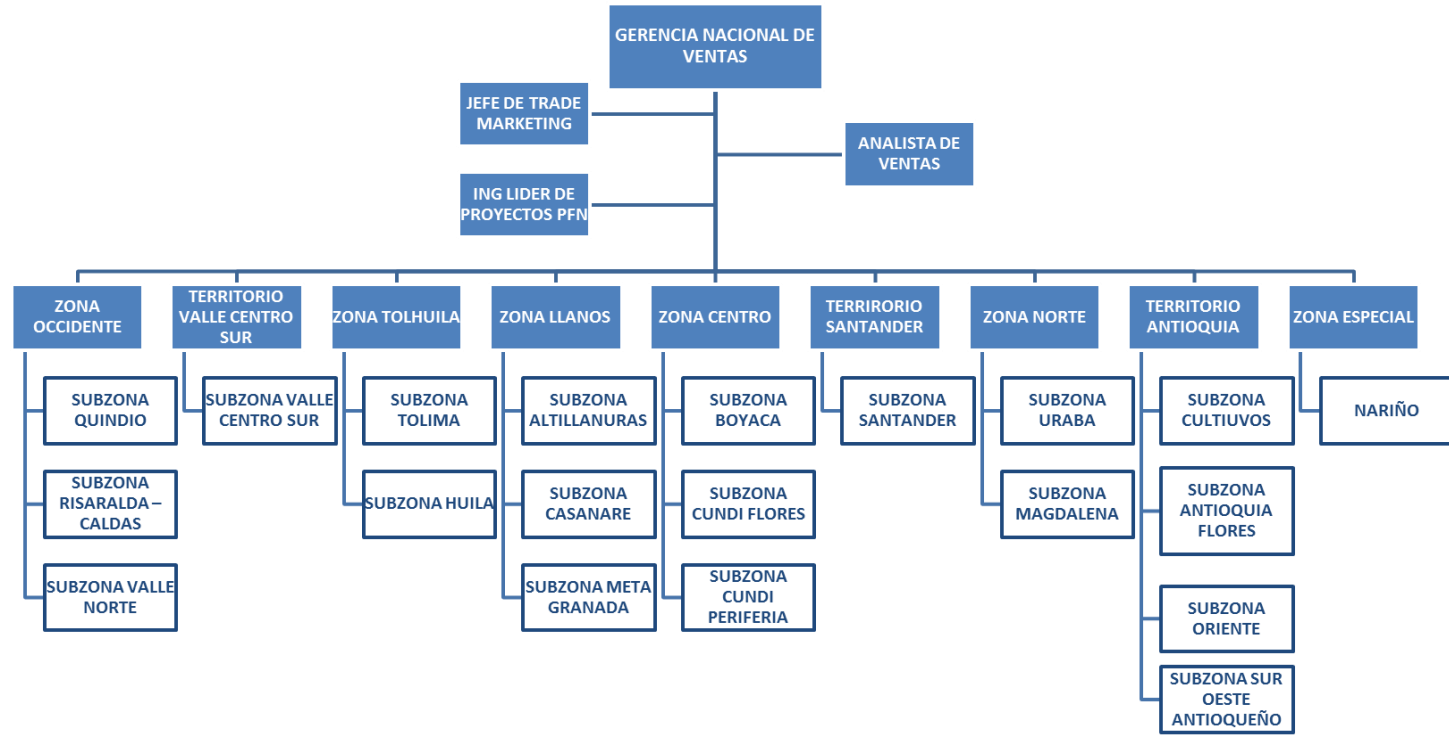 GERENCIA NACIONAL DE
VENTAS
JEFE DE TRADE
MARKETING
ANALISTA DE
VENTAS
ING LIDER DE
PROYECTOS PFN
ZONA
OCCIDENTE
TERRITORIO
VALLE CENTRO
SUR
ZONA TOLHUILA
ZONA LLANOS
ZONA CENTRO
TERRIRORIO
SANTANDER
ZONA NORTE
TERRITORIO
ANTIOQUIA
ZONA ESPECIAL
SUBZONA
QUINDIO
SUBZONA VALLE
CENTRO SUR
SUBZONA
TOLIMA
SUBZONA
ALTILLANURAS
SUBZONA
BOYACA
SUBZONA
SANTANDER
SUBZONA
URABA
SUBZONA
CULTIUVOS
NARIÑO
SUBZONA
RISARALDA –
CALDAS
SUBZONA HUILA
SUBZONA
CASANARE
SUBZONA
CUNDI FLORES
SUBZONA
MAGDALENA
SUBZONA
ANTIOQUIA
FLORES
SUBZONA VALLE
NORTE
SUBZONA META
GRANADA
SUBZONA
CUNDI
PERIFERIA
SUBZONA
ORIENTE
SUBZONA SUR
OESTE
ANTIOQUEÑO